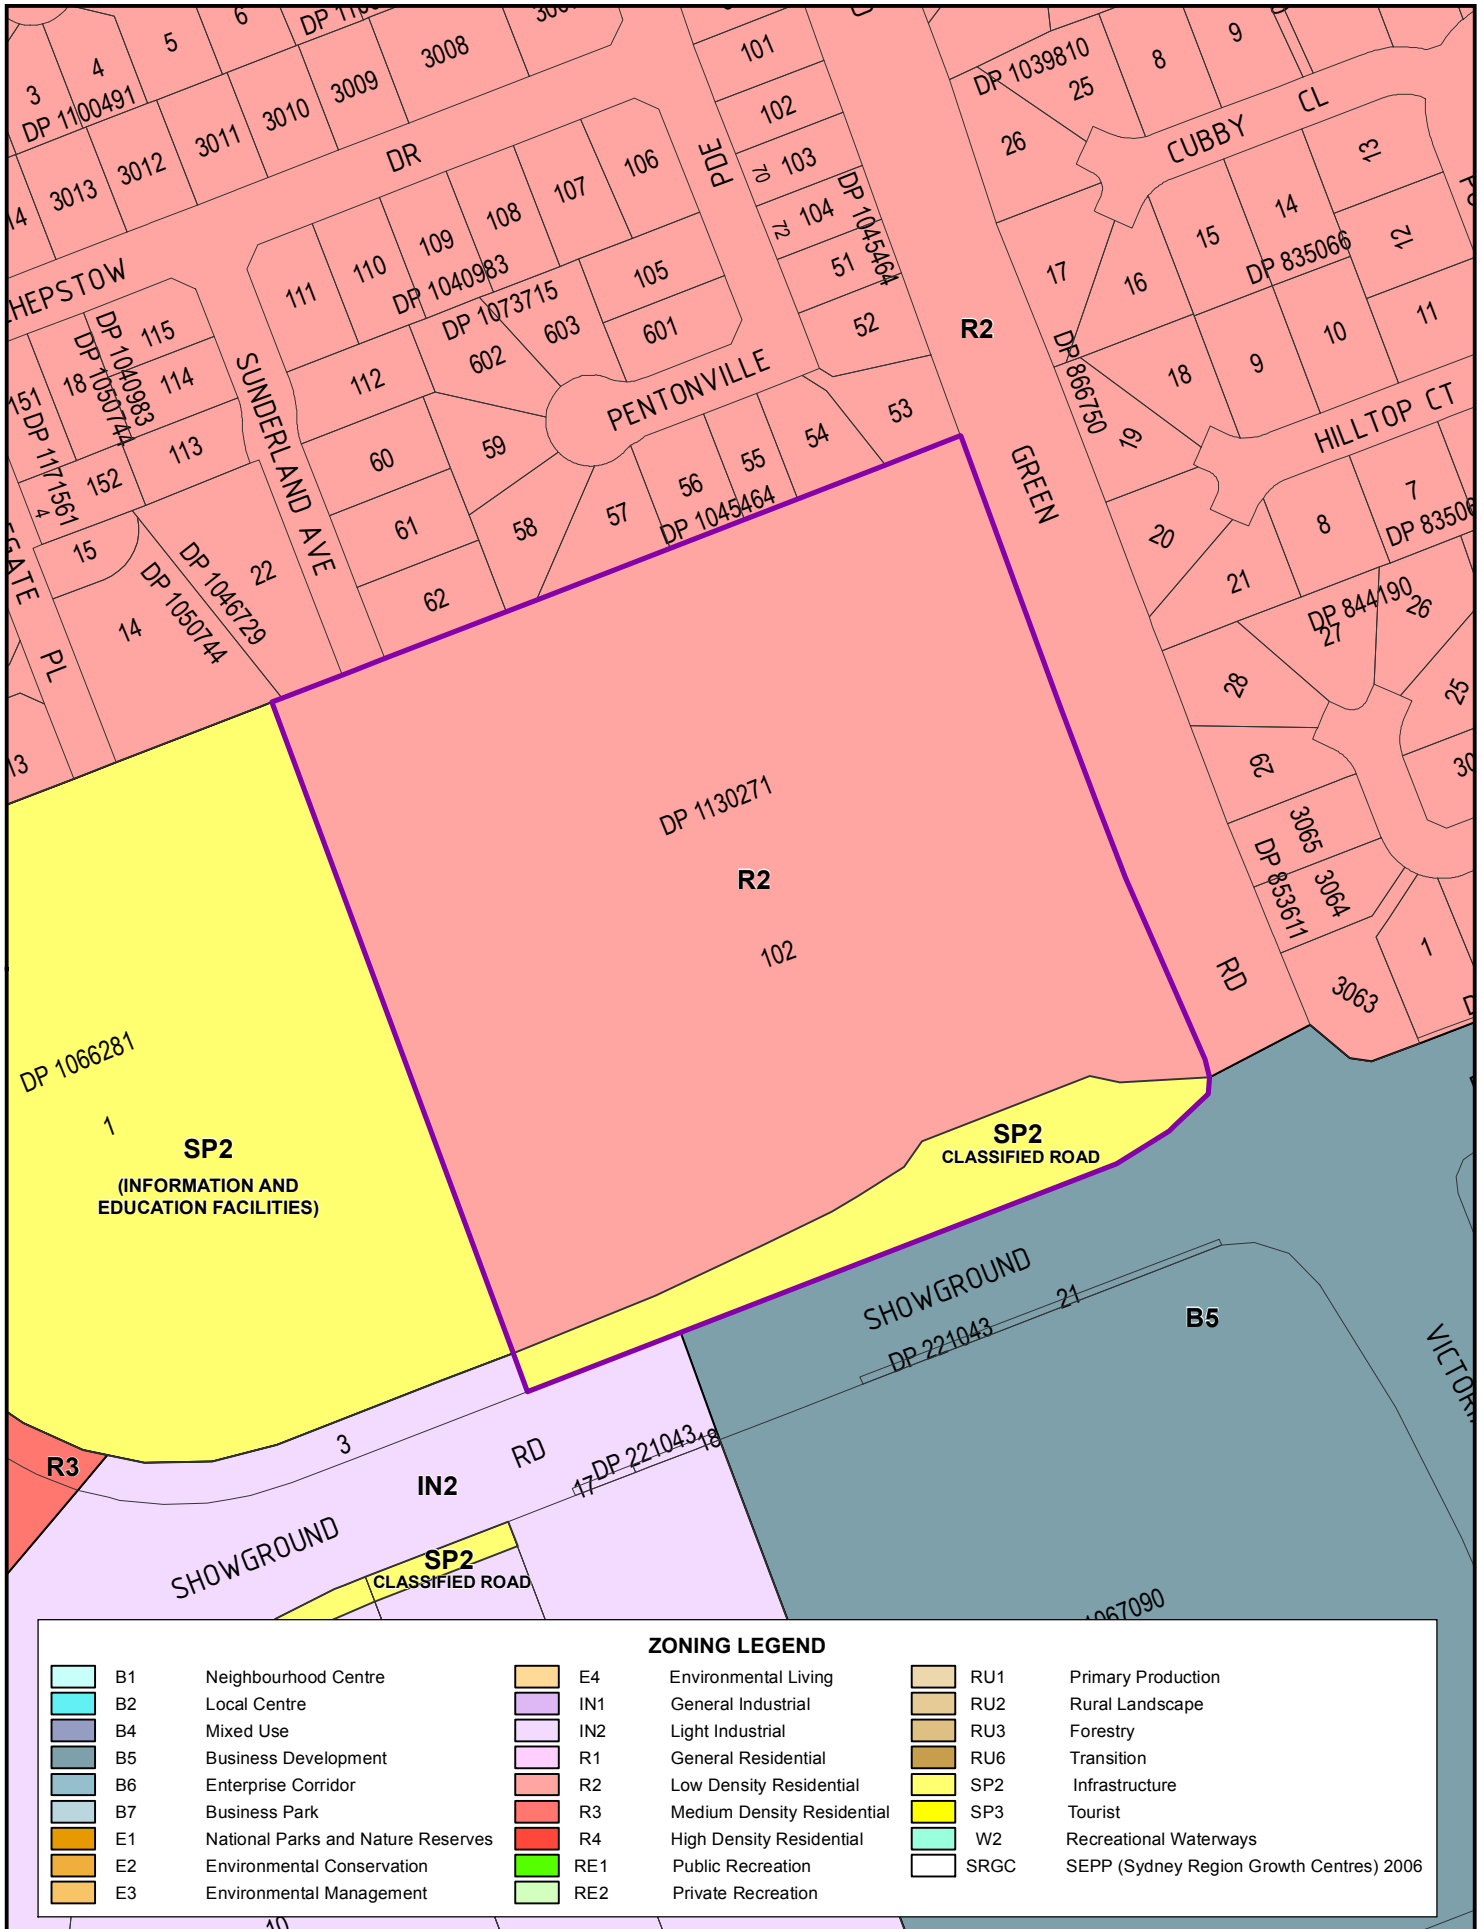 6
5
4
3
DP 1100491
3008
3009
3010
3011
3012
3013
14
DR
CHEPSTOW
101
102
103
70
104
72
51
52
DP 1045464
PDE
106
107
108
109
110
111
DP 1040983
DP 1073715
105
603
601
602
112
PENTONVILLE
53
54
55
56
57
58
59
60
61
62
DP 1045464
SUNDERLAND AVE
115
114
113
18
151
152
DP 1040983
DP 1050744
DP 1171561
4
15
14
22
DP 1046729
DP 1050744
GATE
PL
13
DP 1039810
25
26
8
9
CUBBY CL
13
14
15
16
17
12
11
10
9
18
19
DP 835066
DP 866750
R2
GREEN
RD
HILLTOP CT
7
8
20
21
DP 83506
DP 844190
27
26
25
28
29
30
3065
3064
3063
DP 853611
1
DP 1130271
R2
102
DP 1066281
1
SP2
(INFORMATION AND
EDUCATION FACILITIES)
SP2
CLASSIFIED ROAD
SHOWGROUND
21
DP 221043
B5
VICTORIA
R3
3
RD
DP 221043
18
17
IN2
SHOWGROUND
SP2
CLASSIFIED ROAD
1067090
ZONING LEGEND
B1 Neighbourhood Centre
B2 Local Centre
B4 Mixed Use
B5 Business Development
B6 Enterprise Corridor
B7 Business Park
E1 National Parks and Nature Reserves
E2 Environmental Conservation
E3 Environmental Management
E4 Environmental Living
IN1 General Industrial
IN2 Light Industrial
R1 General Residential
R2 Low Density Residential
R3 Medium Density Residential
R4 High Density Residential
RE1 Public Recreation
RE2 Private Recreation
RU1 Primary Production
RU2 Rural Landscape
RU3 Forestry
RU6 Transition
SP2 Infrastructure
SP3 Tourist
W2 Recreational Waterways
SRGC SEPP (Sydney Region Growth Centres) 2006
10